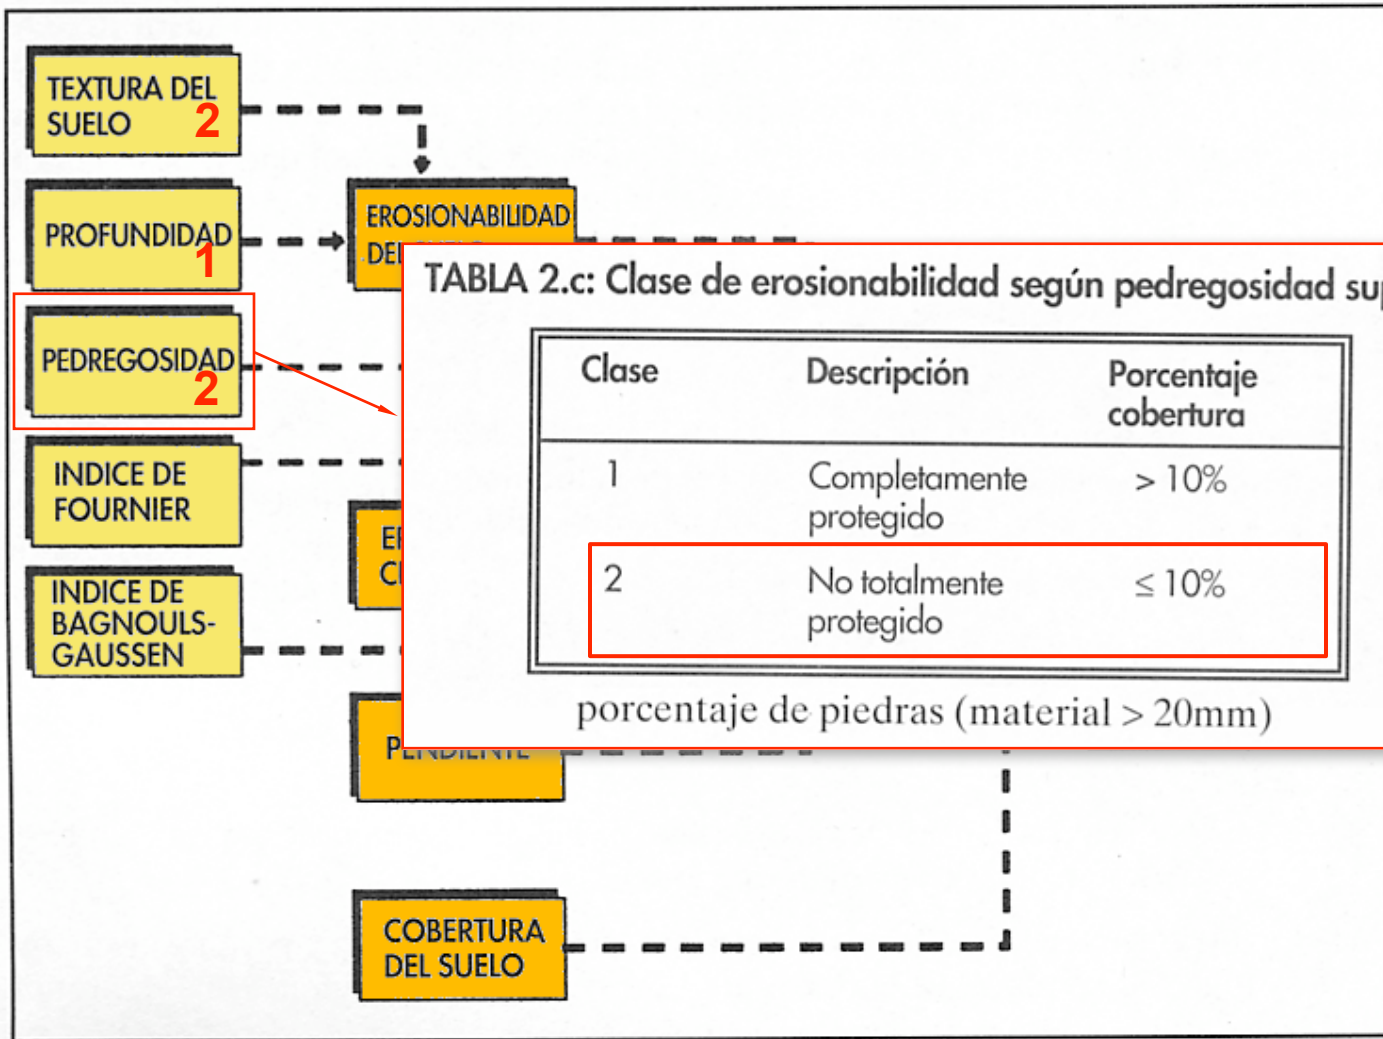 TEXTURA DEL
SUELO 2
PROFUNDIDAD
1
PEDREGOSIDAD
2
INDICE DE
FOURNIER
INDICE DE
BAGNOULS-
GAUSSEN
EROSIONABILIDAD
PENDIENTE
COBERTURA
DEL SUELO
TABLA 2.c: Clase de erosionabilidad según pedregosidad
Clase Descripción Porcentaje
cobertura
1 Completamente > 10%
protegido
2 No totalmente ≤ 10%
protegido
porcentaje de piedras (material > 20mm)